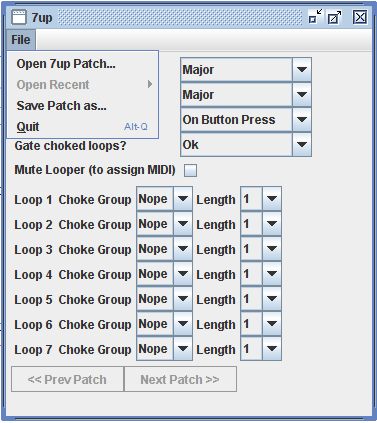 7up
File
Open 7up Patch...
Open Recent
Save Patch as...
Quit Alt-Q
Major
Major
On Button Press
Gate choked loops? Ok
Mute Looper (to assign MIDI)
Loop 1 Choke Group Nope Length 1
Loop 2 Choke Group Nope Length 1
Loop 3 Choke Group Nope Length 1
Loop 4 Choke Group Nope Length 1
Loop 5 Choke Group Nope Length 1
Loop 6 Choke Group Nope Length 1
Loop 7 Choke Group Nope Length 1
<< Prev Patch Next Patch >>